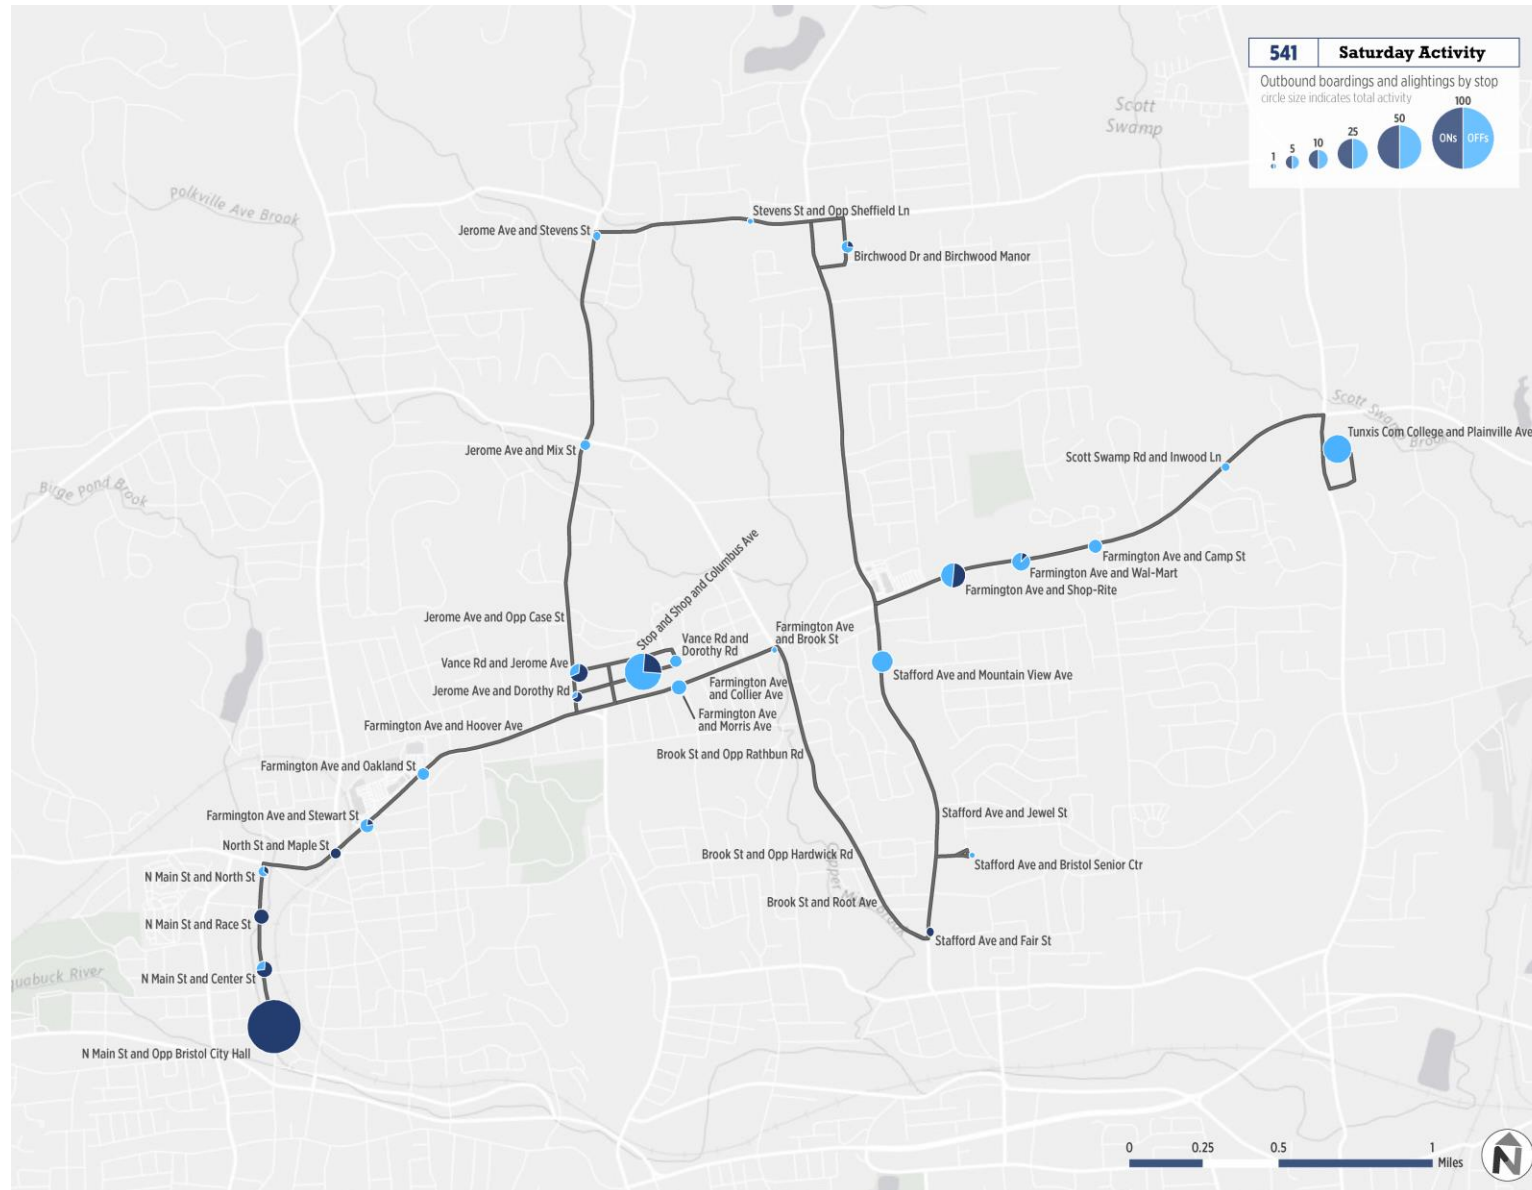 541 Saturday Activity
Outbound boardings and alightings by stop
circle size indicates total activity
1 5 10 25 50 100
ONs OFFs
Scott
Swamp
Polkville Ave Brook
Stevens St and Opp Sheffield Ln
Jerome Ave and Stevens St
Birchwood Dr and Birchwood Manor
Tunxis Com College and Plainville Ave
Jerome Ave and Mix St
Scott Swamp Rd and Inwood Ln
Birge Pond Brook
Stop and Shop and Columbus Ave
Farmington Ave and Camp St
Farmington Ave and Wal-Mart
Farmington Ave and Shop-Rite
Jerome Ave and Opp Case St
Farmington Ave
and Brook St
Vance Rd and
Dorothy Rd
Vance Rd and Jerome Ave
Stafford Ave and Mountain View Ave
Jerome Ave and Dorothy Rd
Farmington Ave
and Collier Ave
Farmington Ave
and Morris Ave
Farmington Ave and Hoover Ave
Brook St and Opp Rathbun Rd
Farmington Ave and Oakland St
Farmington Ave and Stewart St
Stafford Ave and Jewel St
North St and Maple St
Brook St and Opp Hardwick Rd
Stafford Ave and Bristol Senior Ctr
N Main St and North St
Brook St and Root Ave
N Main St and Race St
Stafford Ave and Fair St
quabuck River
N Main St and Center St
N Main St and Opp Bristol City Hall
0 0.25 0.5 1
Miles
N